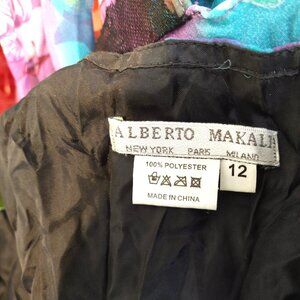 ALBERTO MAKALI
NEW YORK PARIS MILANO
100% POLYESTER
12
MADE IN CHINA